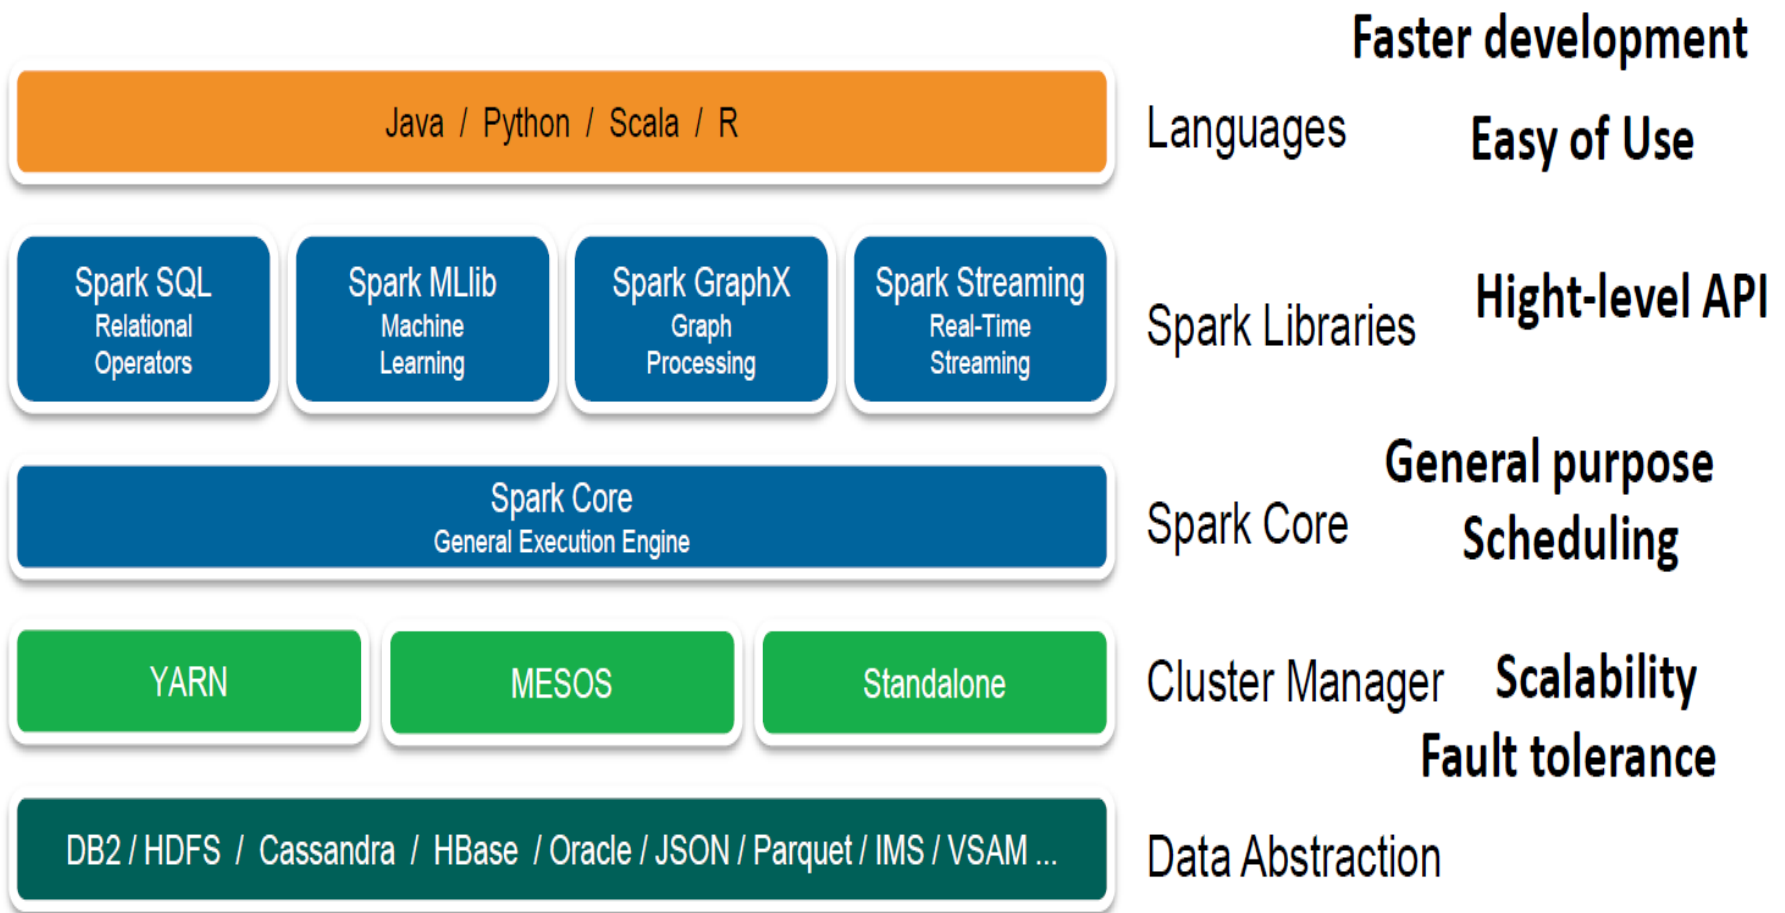 Faster development
Java / Python / Scala / R
Languages
Easy of Use
Spark SQL
Relational
Operators
Spark MLlib
Machine
Learning
Spark GraphX
Graph
Processing
Spark Streaming
Real-Time
Streaming
Spark Libraries
Hight-level API
Spark Core
General Execution Engine
Spark Core
General purpose
Scheduling
YARN
MESOS
Standalone
Cluster Manager
Scalability
Fault tolerance
DB2 / HDFS / Cassandra / HBase / Oracle / JSON / Parquet / IMS / VSAM ...
Data Abstraction